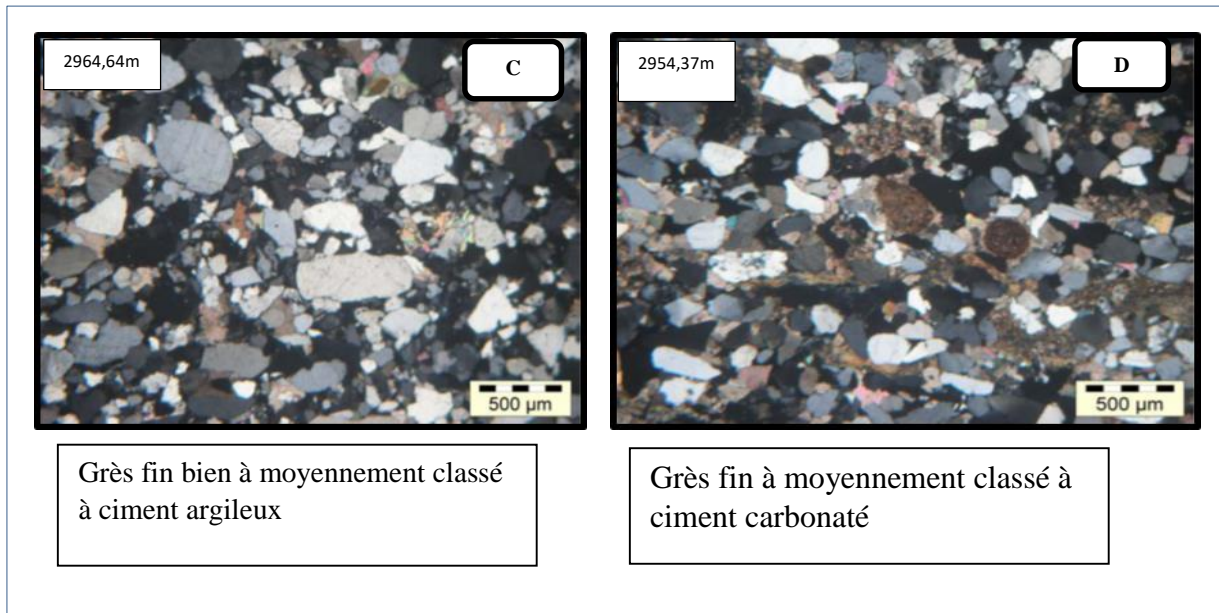 2964,64m
C
500 µm
2954,37m
D
500 µm
Grès fin bien à moyennement classé
à ciment argileux
Grès fin à moyennement classé à
ciment carbonaté